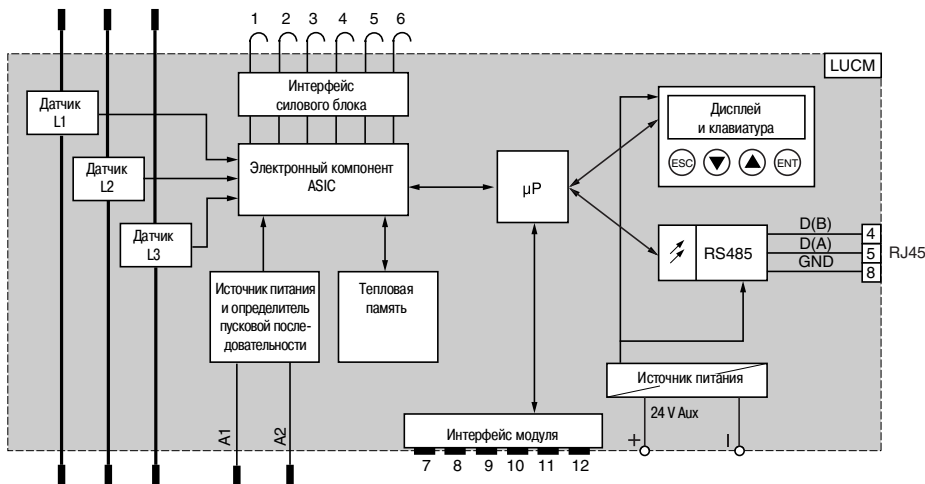 1 2 3 4 5 6
LUCM
Интерфейс
силового блока
Датчик
L1
Датчик
L2
Датчик
L3
Электронный компонент
ASIC
µP
Дисплей
и клавиатура
ESC ENT
RS485
D(B) 4
D(A) 5
GND 8
RJ45
Источник питания
и определитель
пусковой после-
довательности
Тепловая
память
Источник питания
24 V Aux
+ –
A1 A2
Интерфейс модуля
7 8 9 10 11 12